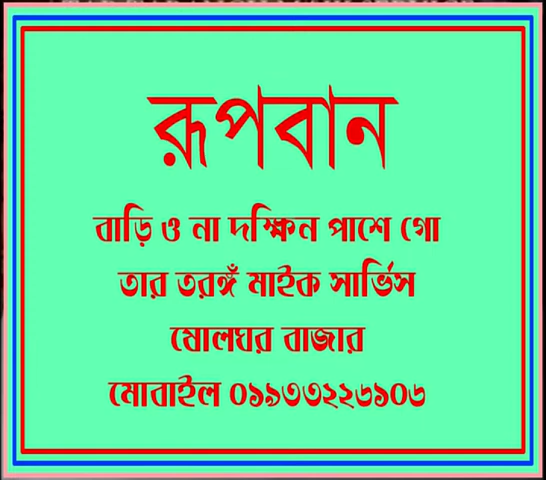 রূপবান
বাড়ি ও না দক্ষিন পাশে গো
তার তরঙ্গঁ মাইক সার্ভিস
ষোলঘর বাজার
মোবাইল ০১৯৩৩২২৬১০৬